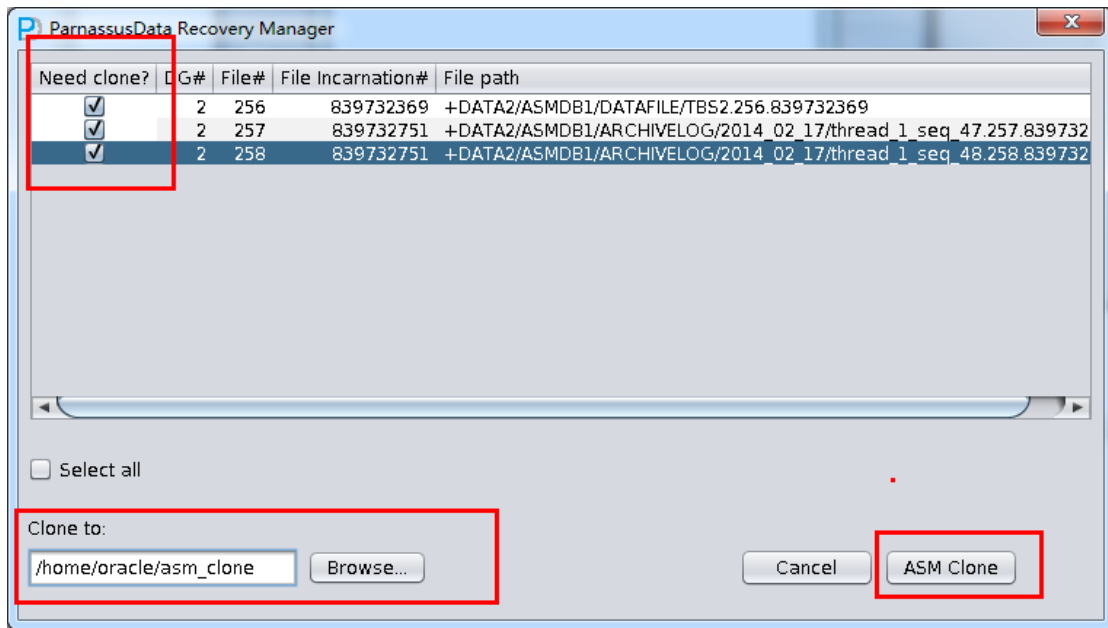 ParnassusData Recovery Manager
Need clone? DG# File# File Incarnation# File path
2 256 839732369 +DATA2/ASMDB1/DATAFILE/TBS2.256.839732369
2 257 839732751 +DATA2/ASMDB1/ARCHIVELOG/2014_02_17/thread_1_seq_47.257.839732
2 258 839732751 +DATA2/ASMDB1/ARCHIVELOG/2014_02_17/thread_1_seq_48.258.839732
Select all
Clone to:
/home/oracle/asm_clone Browse... Cancel ASM Clone